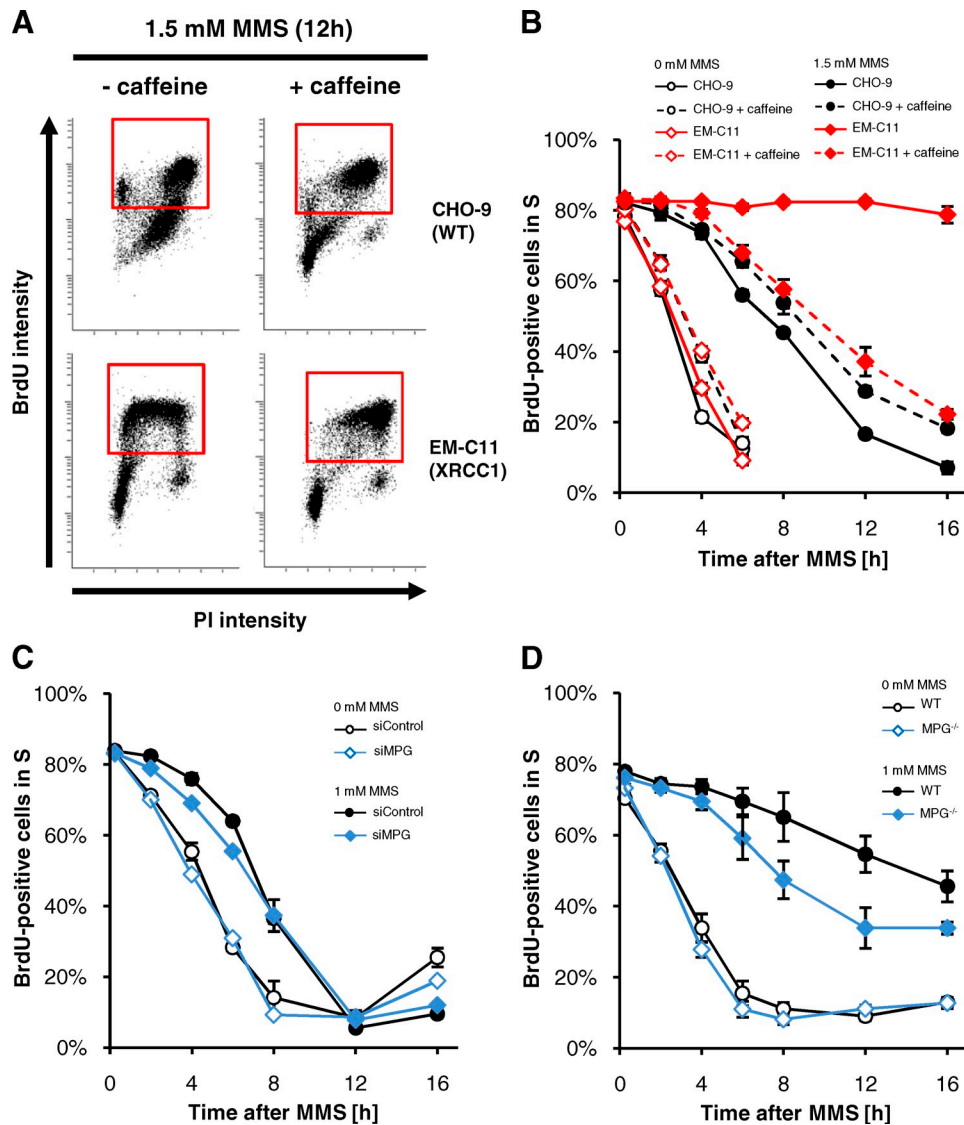 A
1.5 mM MMS (12h)
- caffeine
+ caffeine
BrdU intensity
CHO-9
(WT)
EM-C11
(XRCC1)
PI intensity
B
0 mM MMS
CHO-9
CHO-9 + caffeine
EM-C11
EM-C11 + caffeine
1.5 mM MMS
CHO-9
CHO-9 + caffeine
EM-C11
EM-C11 + caffeine
BrdU-positive cells in S
100%
80%
60%
40%
20%
0%
0 4 8 12 16
Time after MMS [h]
C
0 mM MMS
siControl
siMPG
1 mM MMS
siControl
siMPG
BrdU-positive cells in S
100%
80%
60%
40%
20%
0%
0 4 8 12 16
Time after MMS [h]
D
0 mM MMS
WT
MPG-/-
1 mM MMS
WT
MPG-/-
BrdU-positive cells in S
100%
80%
60%
40%
20%
0%
0 4 8 12 16
Time after MMS [h]